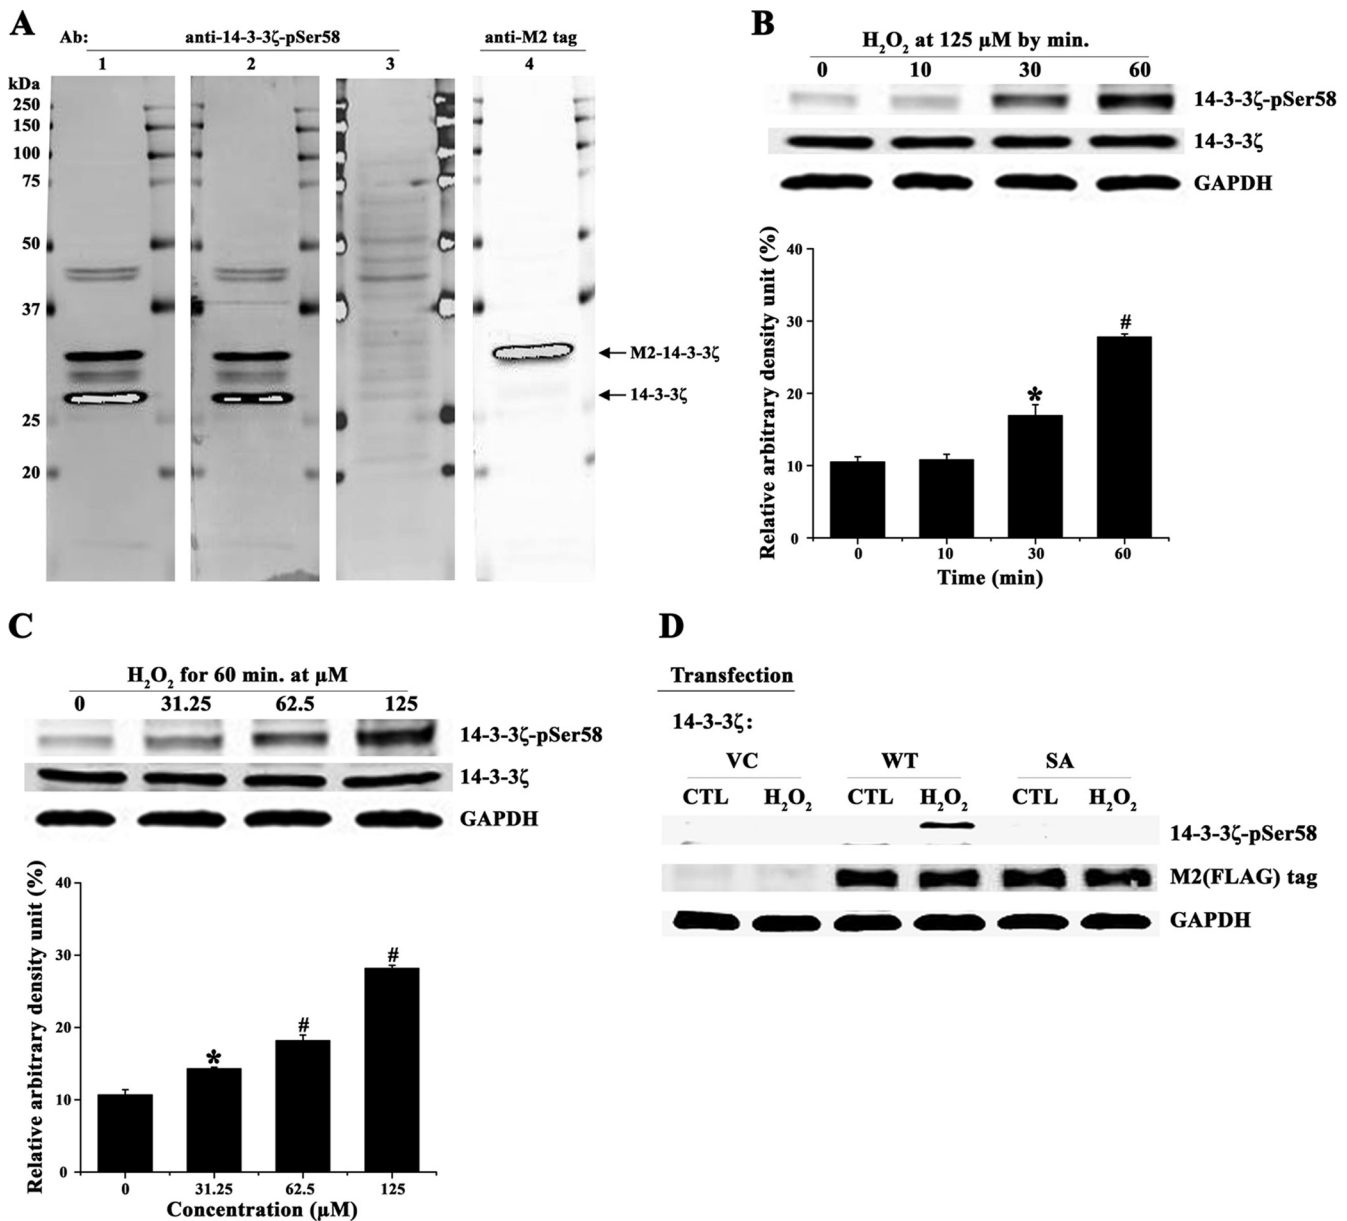 A
Ab: anti-14-3-3ζ-pSer58 anti-M2 tag
1 2 3 4
kDa
250
150
100
75
50
37
25
20
M2-14-3-3ζ
14-3-3ζ
B
H₂O₂ at 125 µM by min.
0 10 30 60
14-3-3ζ-pSer58
14-3-3ζ
GAPDH
Relative arbitrary density unit (%)
40
30
20
10
0
*
#
0 10 30 60
Time (min)
C
H₂O₂ for 60 min. at µM
0 31.25 62.5 125
14-3-3ζ-pSer58
14-3-3ζ
GAPDH
Relative arbitrary density unit (%)
40
30
20
10
0
*
#
#
0 31.25 62.5 125
Concentration (µM)
D
Transfection
14-3-3ζ:
VC WT SA
CTL H₂O₂ CTL H₂O₂ CTL H₂O₂
14-3-3ζ-pSer58
M2(FLAG) tag
GAPDH